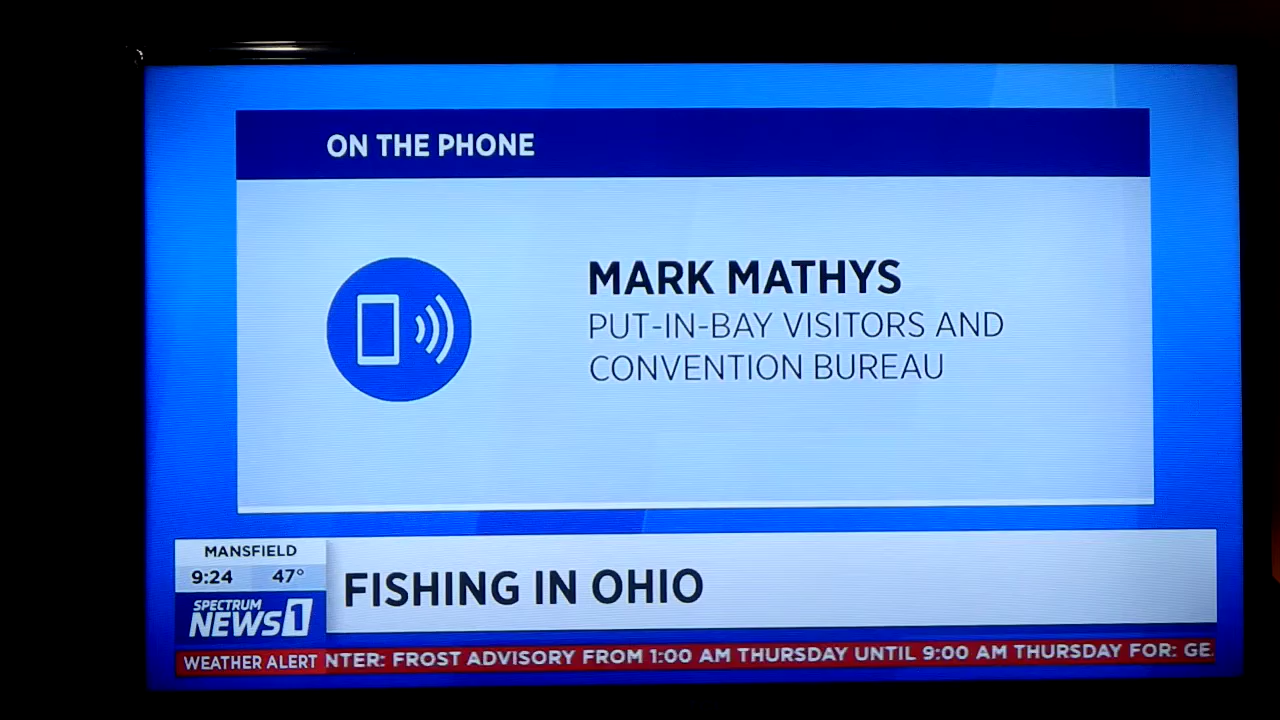 ON THE PHONE
MARK MATHYS
PUT-IN-BAY VISITORS AND
CONVENTION BUREAU
MANSFIELD
9:24 47°
FISHING IN OHIO
SPECTRUM
NEWS 1
WEATHER ALERT NTER: FROST ADVISORY FROM 1:00 AM THURSDAY UNTIL 9:00 AM THURSDAY FOR: GE